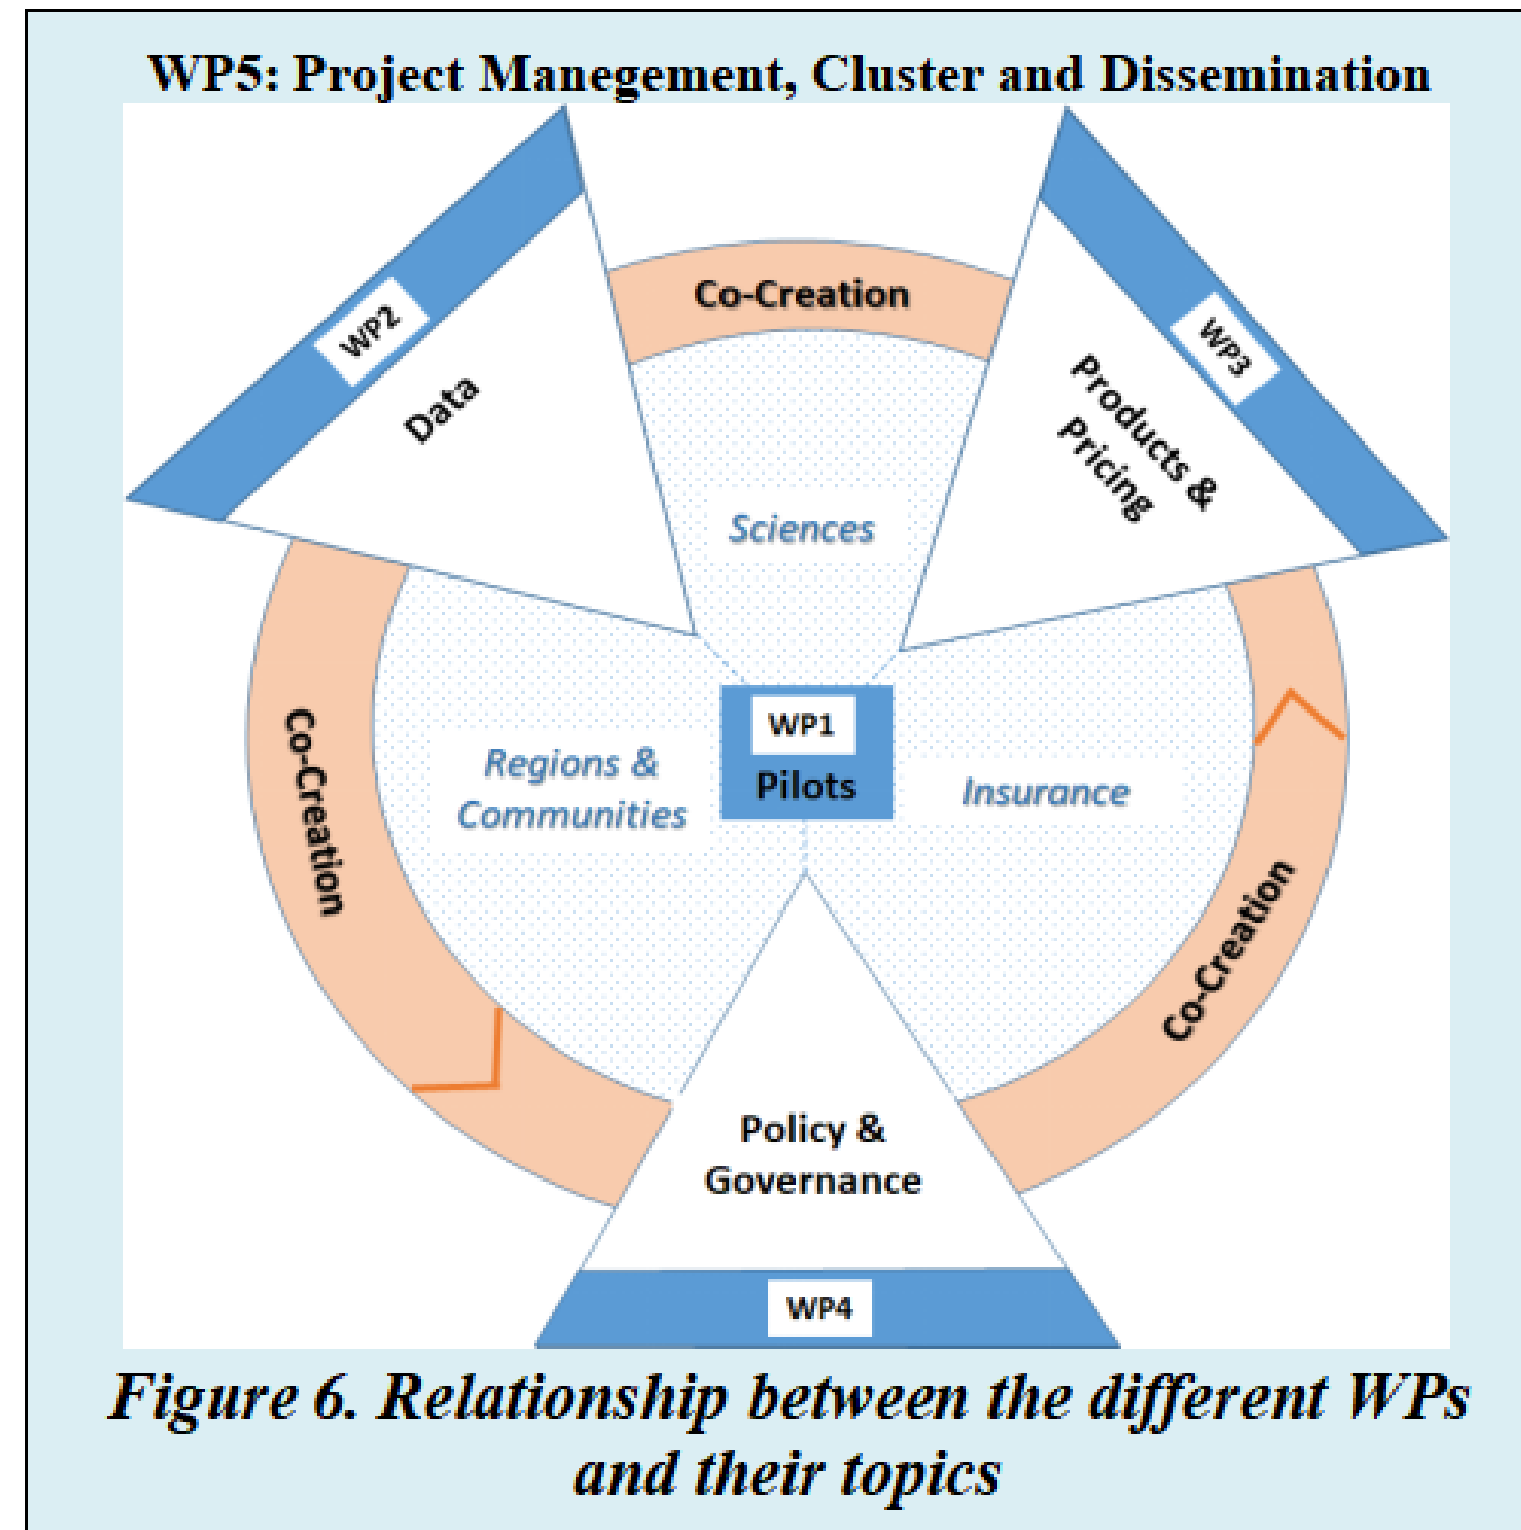 WP5: Project Manegement, Cluster and Dissemination
Co-Creation
WP2
Data
WP3
Products &
Pricing
Sciences
WP1
Pilots
Regions &
Communities
Insurance
Co-Creation
Co-Creation
Policy &
Governance
WP4
Figure 6. Relationship between the different WPs
and their topics